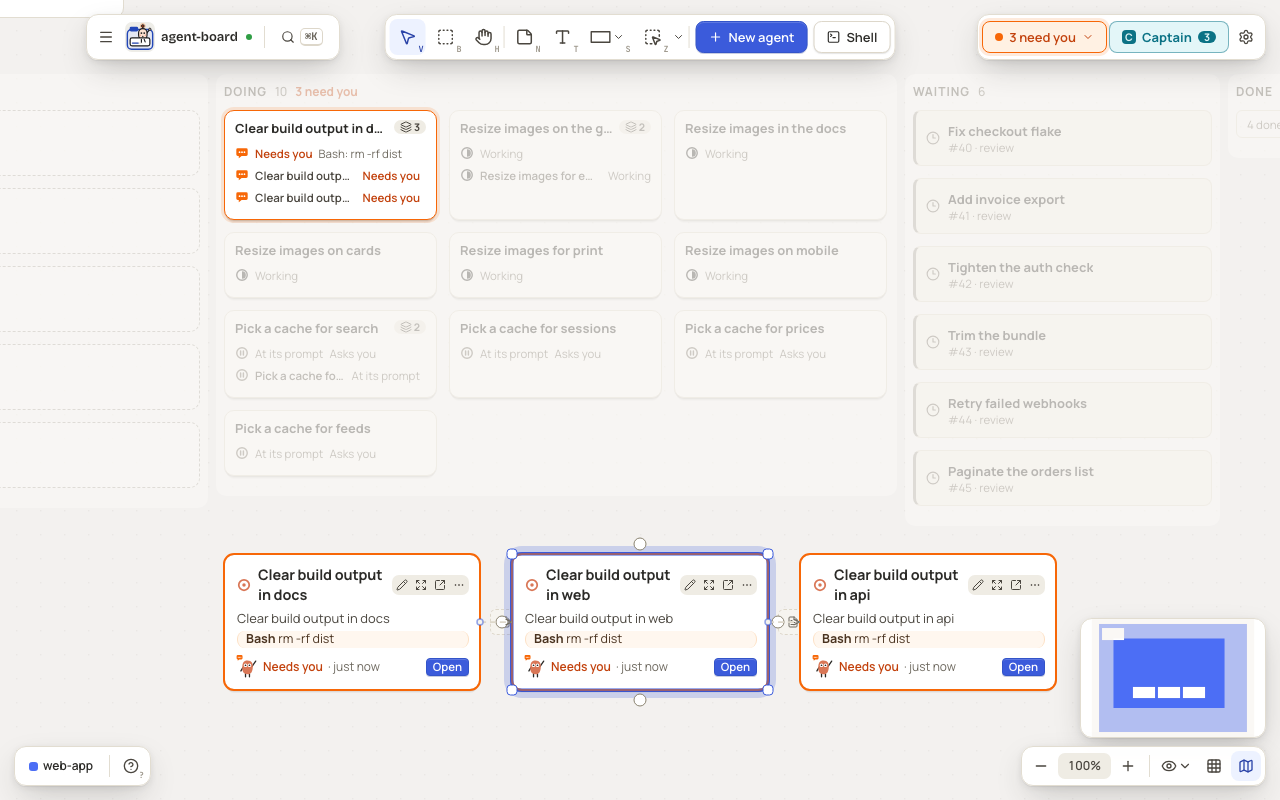 agent-board
⌘K
V
B
H
N
T
S
Z
New agent
Shell
3 need you
C Captain 3
DOING 10 3 need you
Clear build output in d… 3
Needs you Bash: rm -rf dist
Clear build outp… Needs you
Clear build outp… Needs you
Resize images on the g… 2
Working
Resize images for e… Working
Resize images in the docs
Working
Resize images on cards
Working
Resize images for print
Working
Resize images on mobile
Working
Pick a cache for search 2
At its prompt Asks you
Pick a cache fo… At its prompt
Pick a cache for sessions
At its prompt Asks you
Pick a cache for prices
At its prompt Asks you
Pick a cache for feeds
At its prompt Asks you
WAITING 6
Fix checkout flake
#40 · review
Add invoice export
#41 · review
Tighten the auth check
#42 · review
Trim the bundle
#43 · review
Retry failed webhooks
#44 · review
Paginate the orders list
#45 · review
DONE
4 done
Clear build output
in docs
Clear build output in docs
Bash rm -rf dist
Needs you · just now
Open
Clear build output
in web
Clear build output in web
Bash rm -rf dist
Needs you · just now
Open
Clear build output
in api
Clear build output in api
Bash rm -rf dist
Needs you · just now
Open
web-app
?
100%